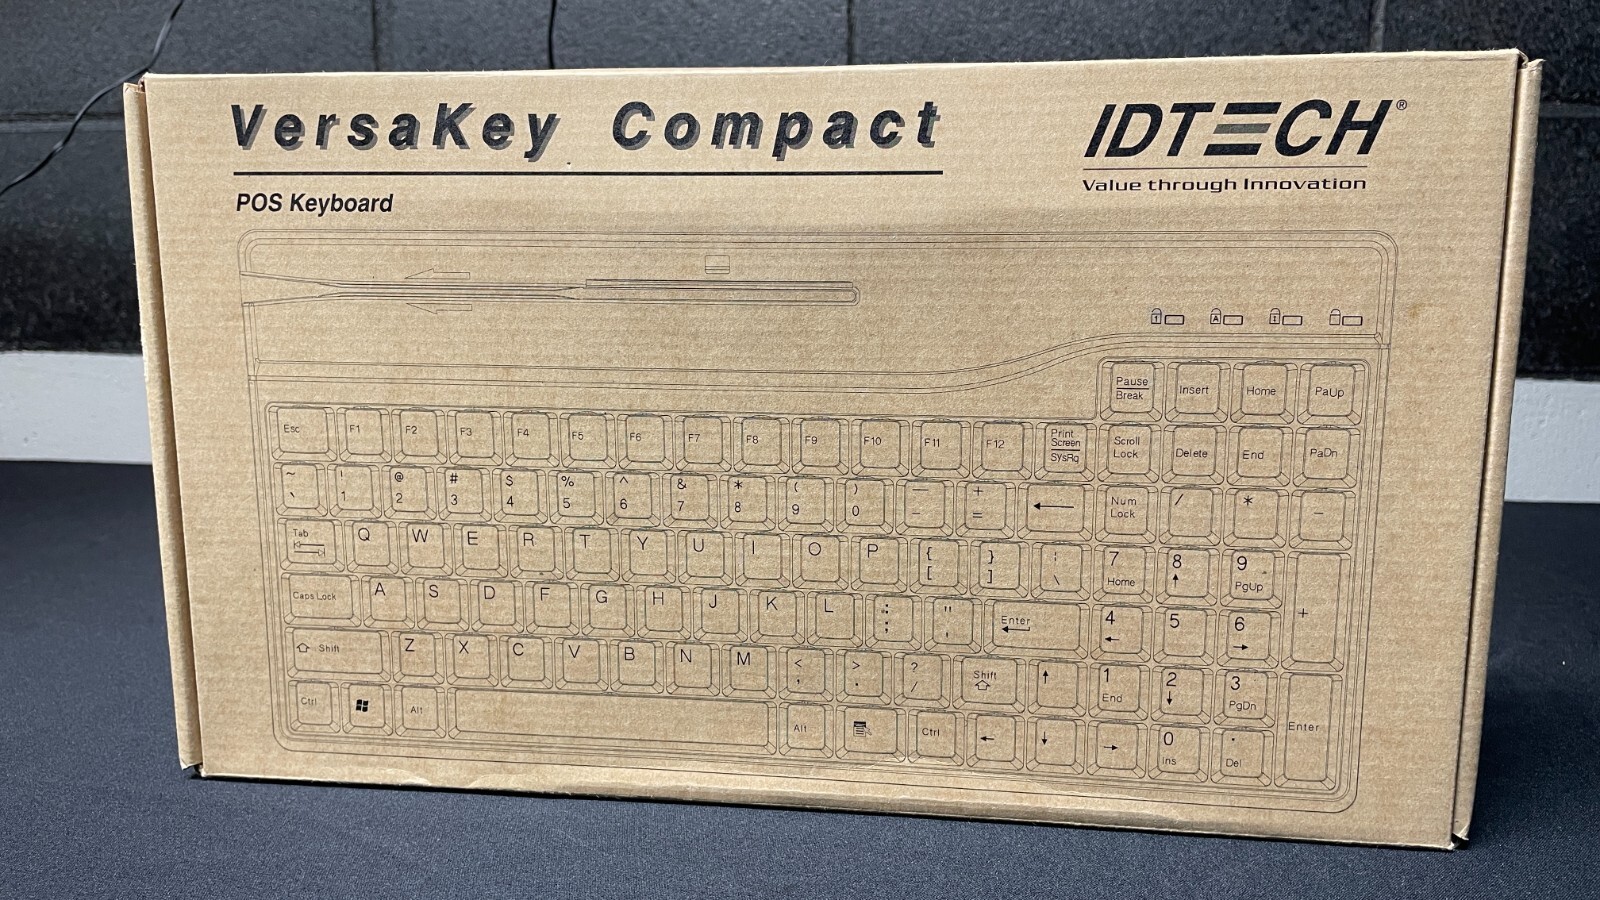 VersaKey Compact
IDTECH®
Value through Innovation
POS Keyboard
1 A I
Pause Break Insert Home PaUp
Esc F1 F2 F3 F4 F5 F6 F7 F8 F9 F10 F11 F12 Print Screen SysRq Scroll Lock Delete End PaDn
~ ! @ # $ % ^ & * ( ) — +
` 1 2 3 4 5 6 7 8 9 0 - = ← Num Lock / * −
Tab Q W E R T Y U I O P { [ } ] ¦ \ 7 Home 8 ↑ 9 PgUp
Caps Lock A S D F G H J K L : ; " ' Enter 4 ← 5 6 → +
Shift Z X C V B N M < , > . ? / Shift ↑ 1 End 2 ↓ 3 PgDn
Ctrl Alt Alt Ctrl ← ↓ → 0 Ins . Del Enter